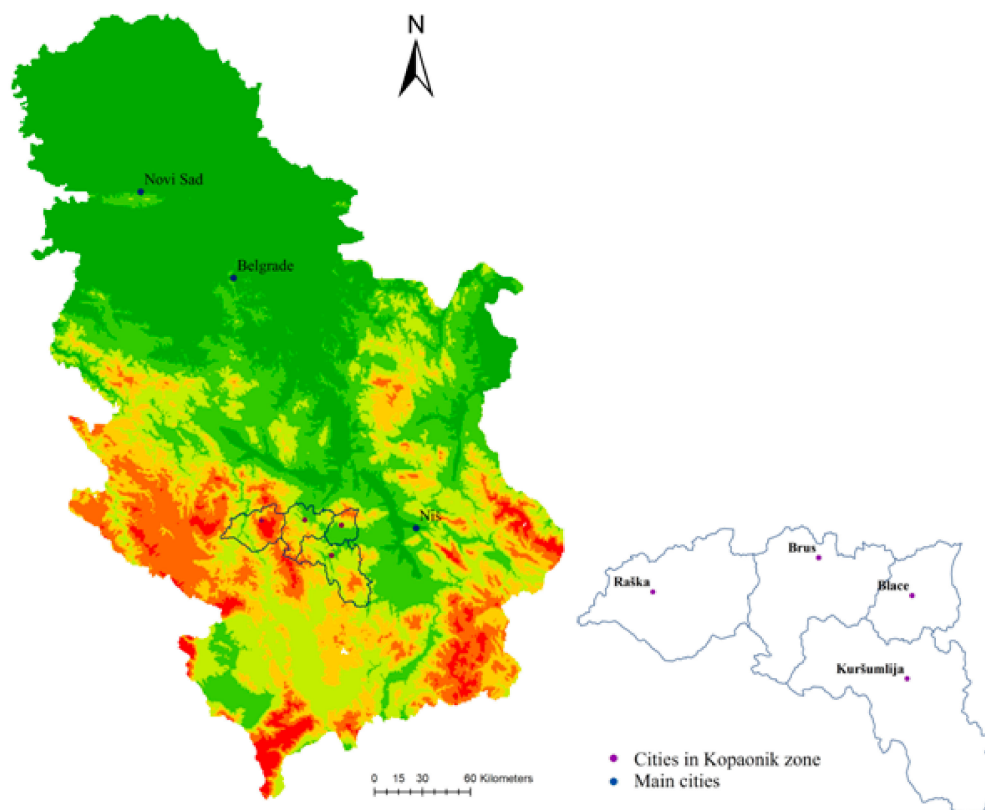 N
Novi Sad
Belgrade
Niš
Brus
Raška
Blace
Kuršumlija
Cities in Kopaonik zone
Main cities
0 15 30 60 Kilometers